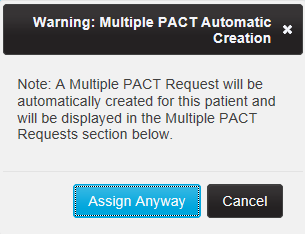 Warning: Multiple PACT Automatic
Creation
Note: A Multiple PACT Request will be
automatically created for this patient and
will be displayed in the Multiple PACT
Requests section below.
Assign Anyway
Cancel